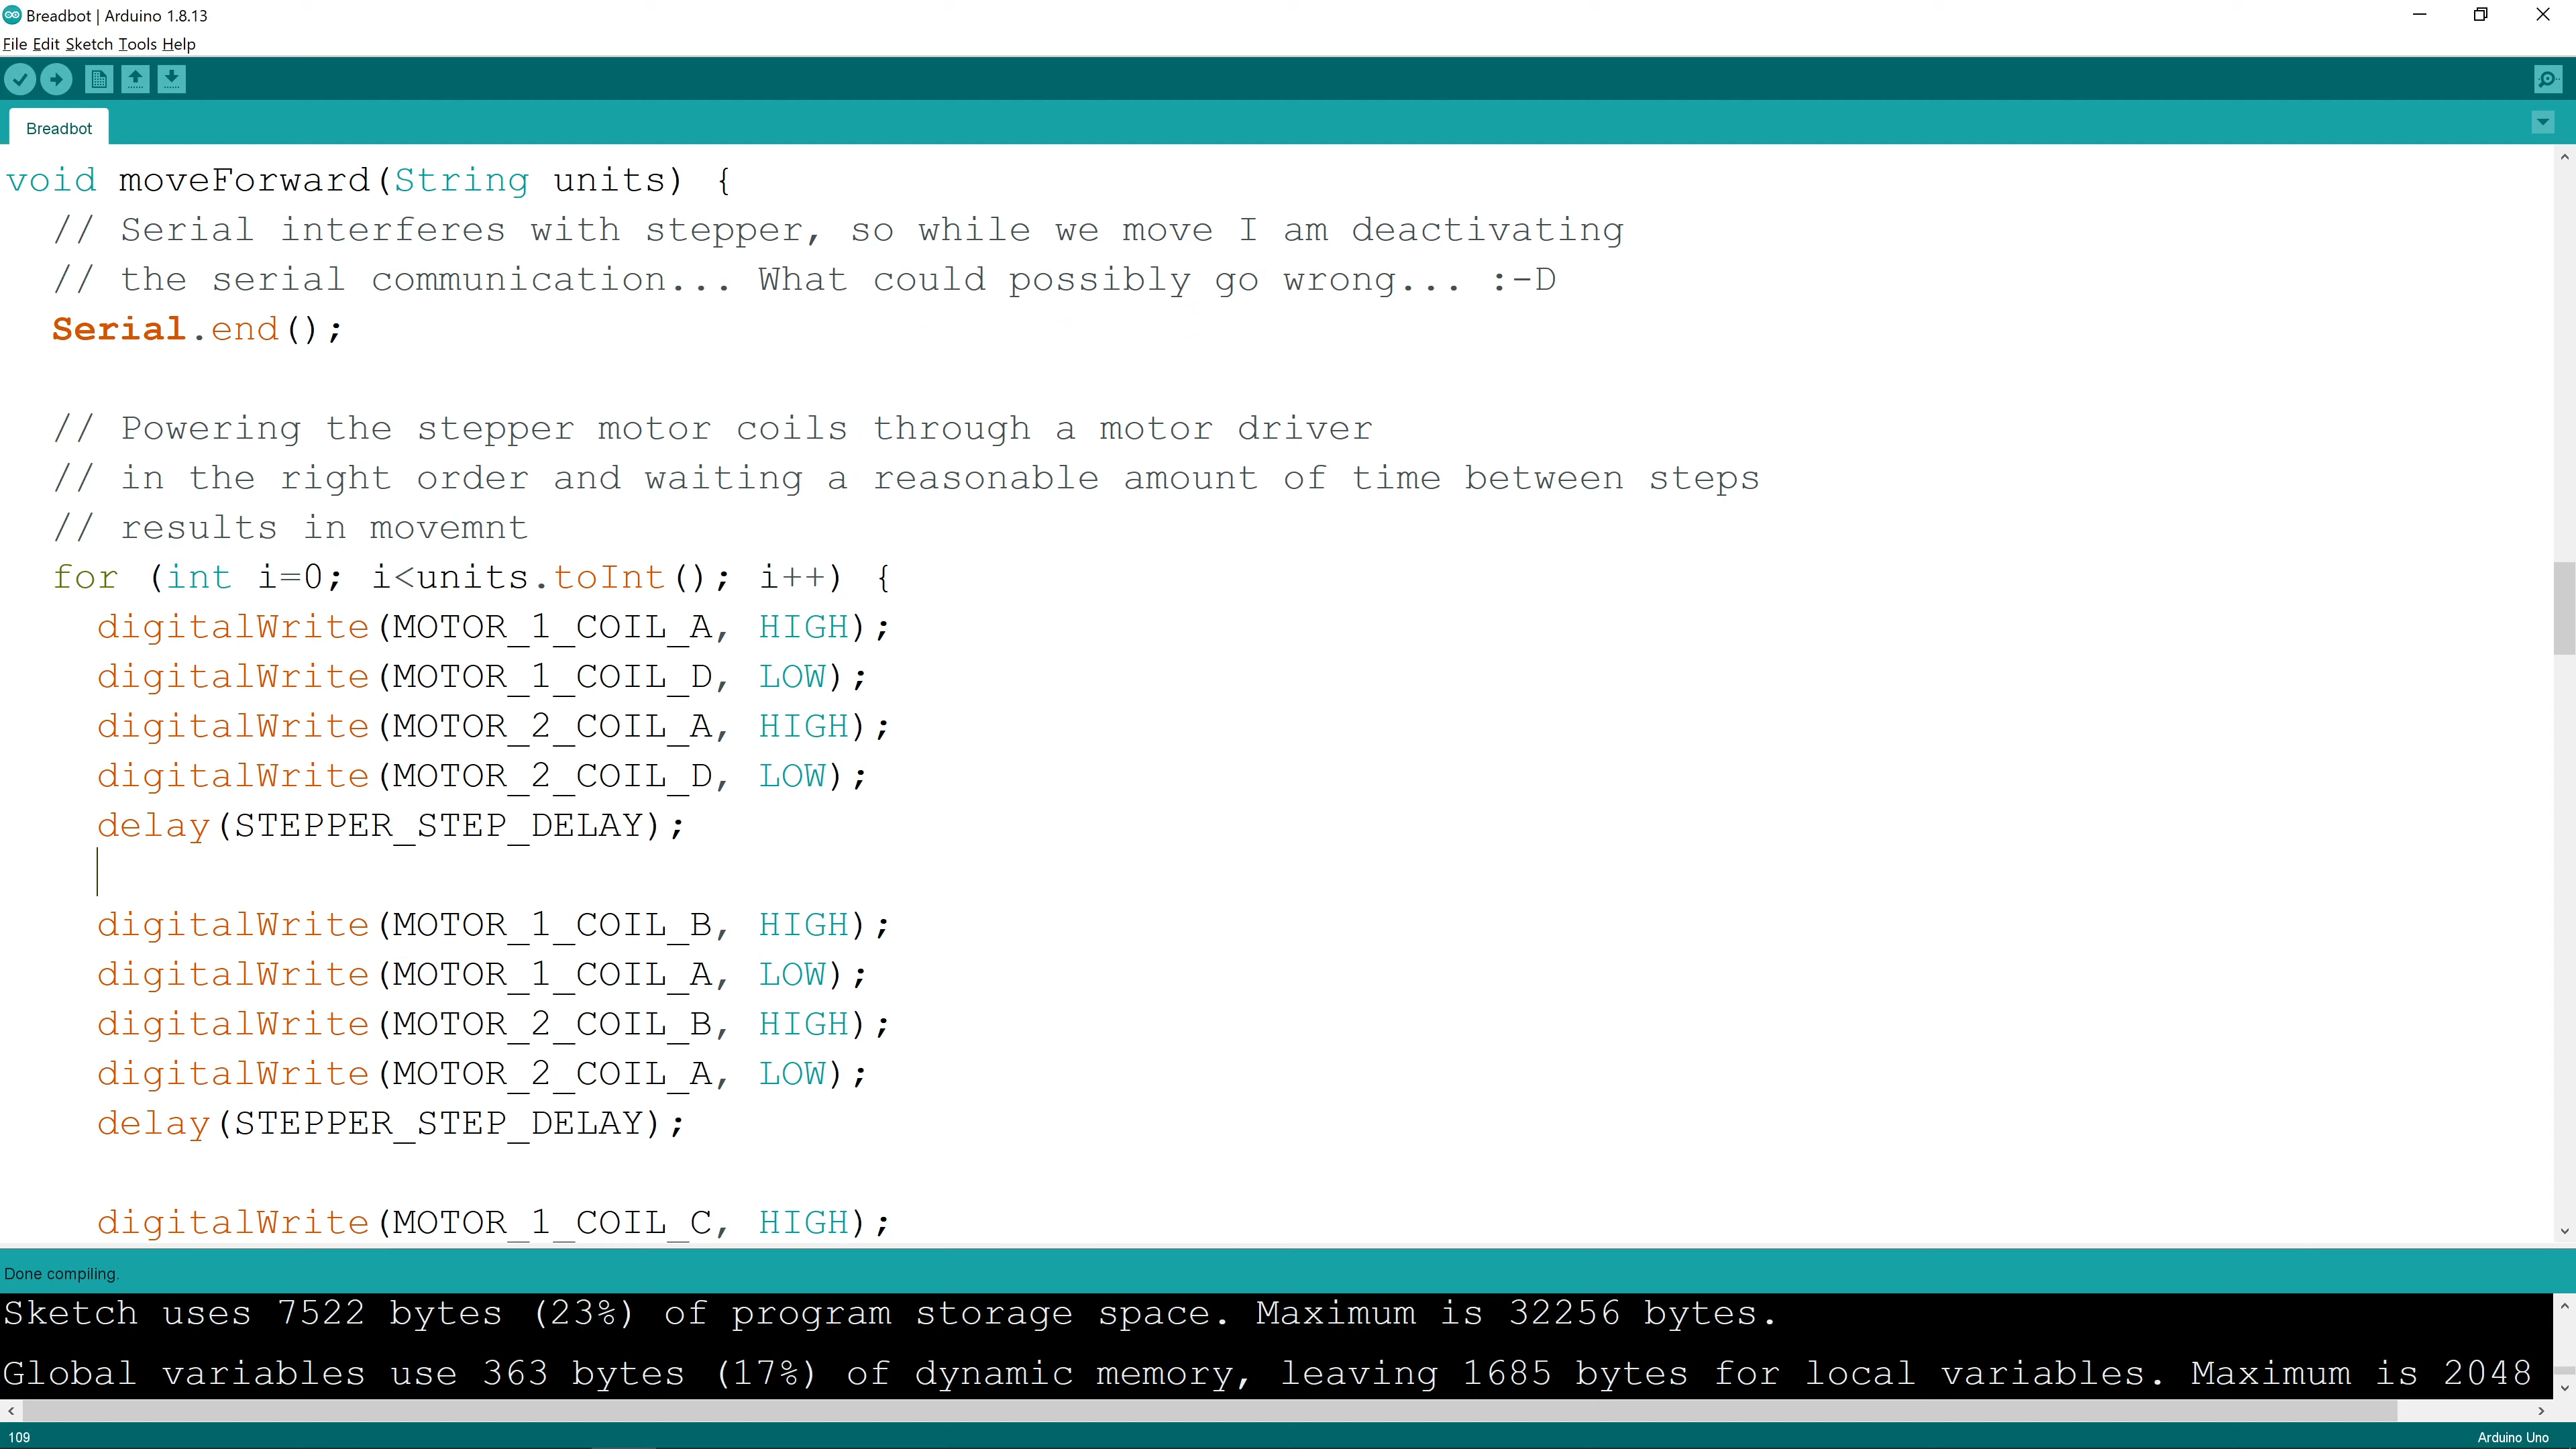 Breadbot | Arduino 1.8.13
File Edit Sketch Tools Help
Breadbot
void moveForward(String units) {
// Serial interferes with stepper, so while we move I am deactivating
// the serial communication... What could possibly go wrong... :-D
Serial.end();
// Powering the stepper motor coils through a motor driver
// in the right order and waiting a reasonable amount of time between steps
// results in movemnt
for (int i=0; i<units.toInt(); i++) {
digitalWrite(MOTOR_1_COIL_A, HIGH);
digitalWrite(MOTOR_1_COIL_D, LOW);
digitalWrite(MOTOR_2_COIL_A, HIGH);
digitalWrite(MOTOR_2_COIL_D, LOW);
delay(STEPPER_STEP_DELAY);
digitalWrite(MOTOR_1_COIL_B, HIGH);
digitalWrite(MOTOR_1_COIL_A, LOW);
digitalWrite(MOTOR_2_COIL_B, HIGH);
digitalWrite(MOTOR_2_COIL_A, LOW);
delay(STEPPER_STEP_DELAY);
digitalWrite(MOTOR_1_COIL_C, HIGH);
Done compiling.
Sketch uses 7522 bytes (23%) of program storage space. Maximum is 32256 bytes.
Global variables use 363 bytes (17%) of dynamic memory, leaving 1685 bytes for local variables. Maximum is 2048
109
Arduino Uno